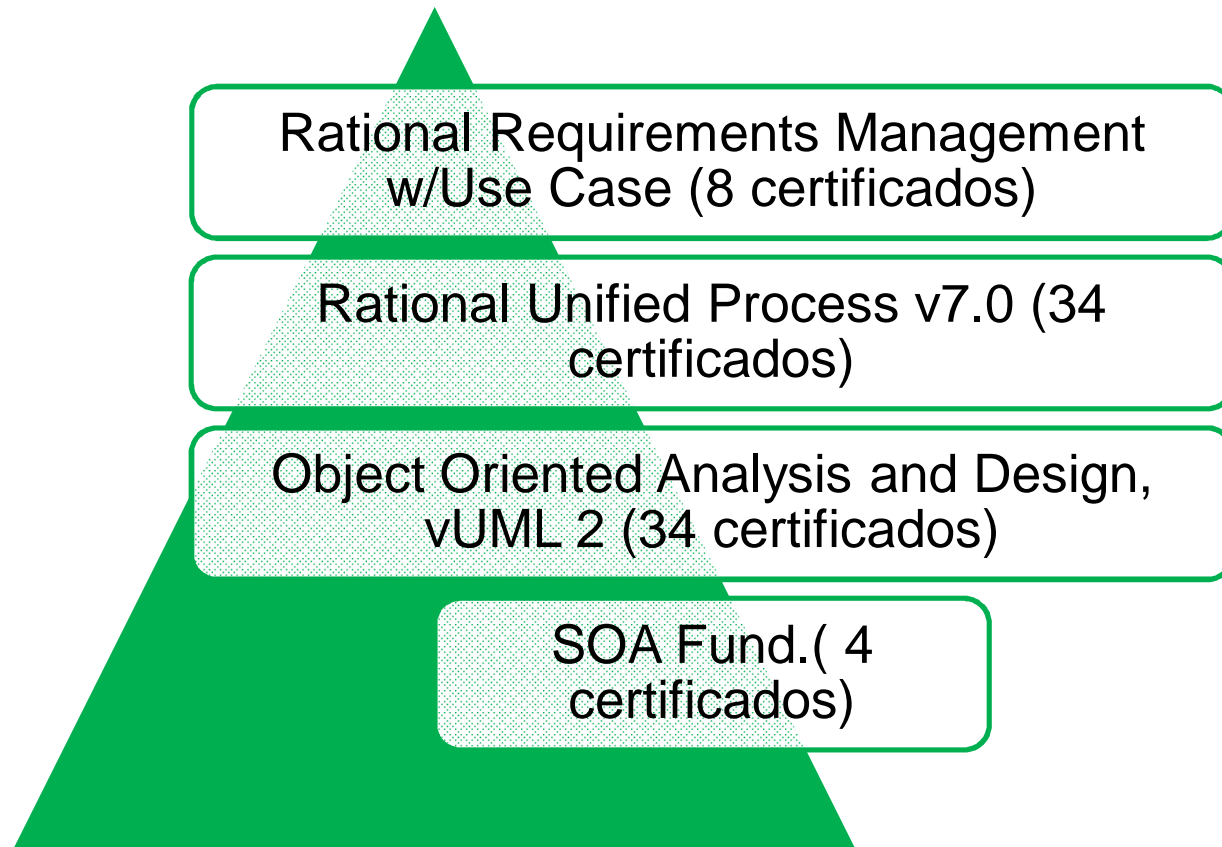 Rational Requirements Management
w/Use Case (8 certificados)
Rational Unified Process v7.0 (34
certificados)
Object Oriented Analysis and Design,
vUML 2 (34 certificados)
SOA Fund.( 4
certificados)